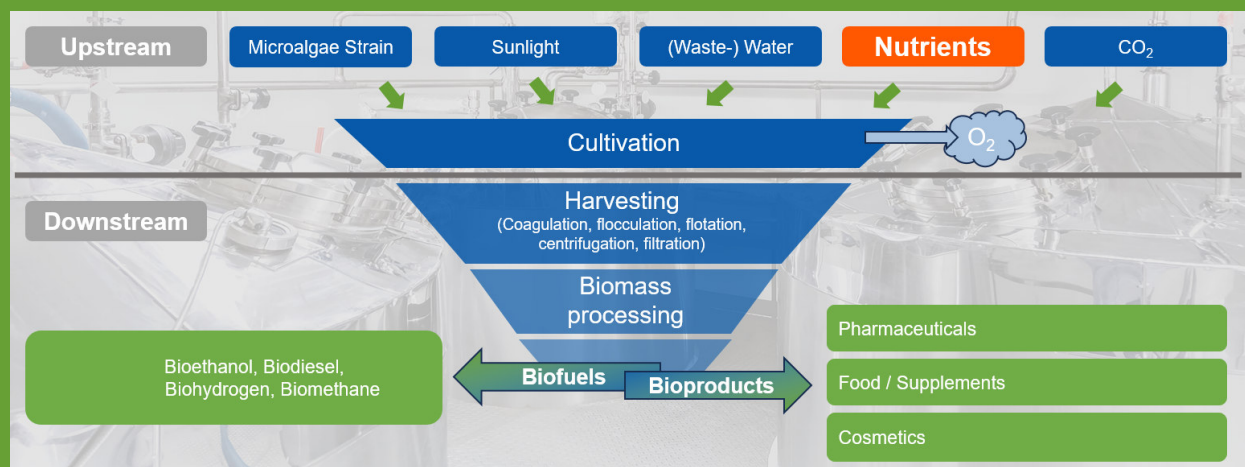 Upstream
Microalgae Strain
Sunlight
(Waste-) Water
Nutrients
CO₂
Cultivation
O₂
Downstream
Harvesting
(Coagulation, flocculation, flotation,
centrifugation, filtration)
Biomass
processing
Biofuels
Bioproducts
Bioethanol, Biodiesel,
Biohydrogen, Biomethane
Pharmaceuticals
Food / Supplements
Cosmetics